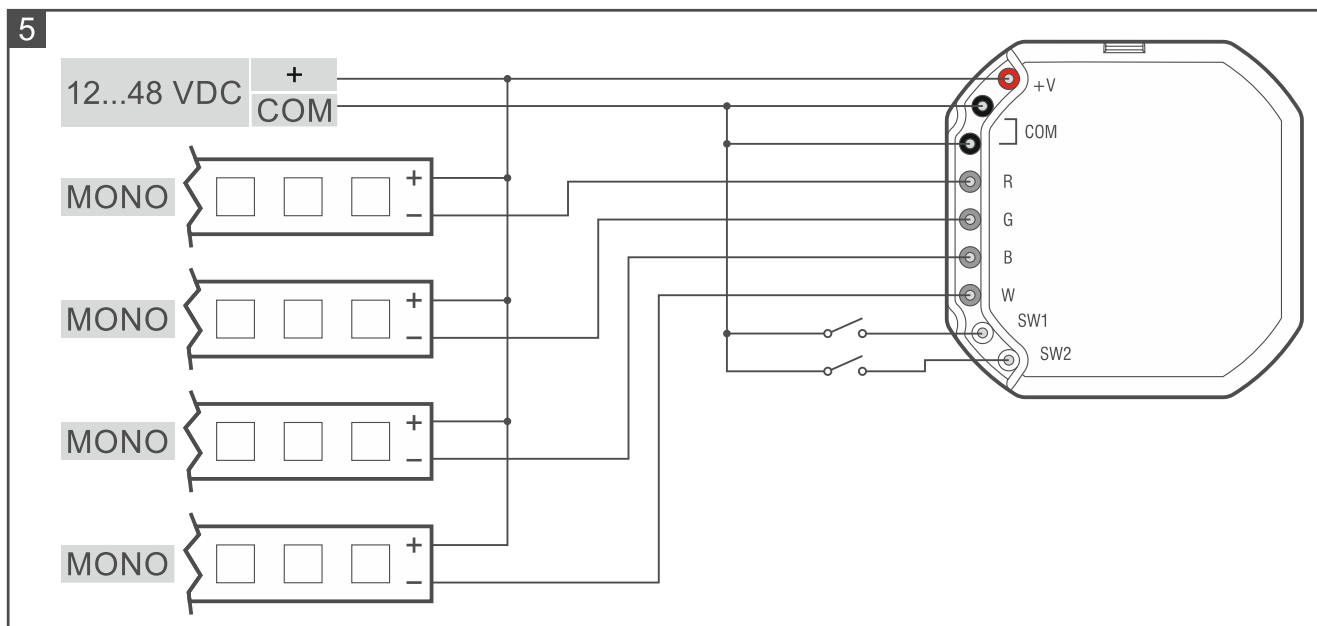 5
12...48 VDC
+
COM
+V
COM
MONO
+
−
R
G
MONO
+
−
B
W
SW1
SW2
MONO
+
−
MONO
+
−